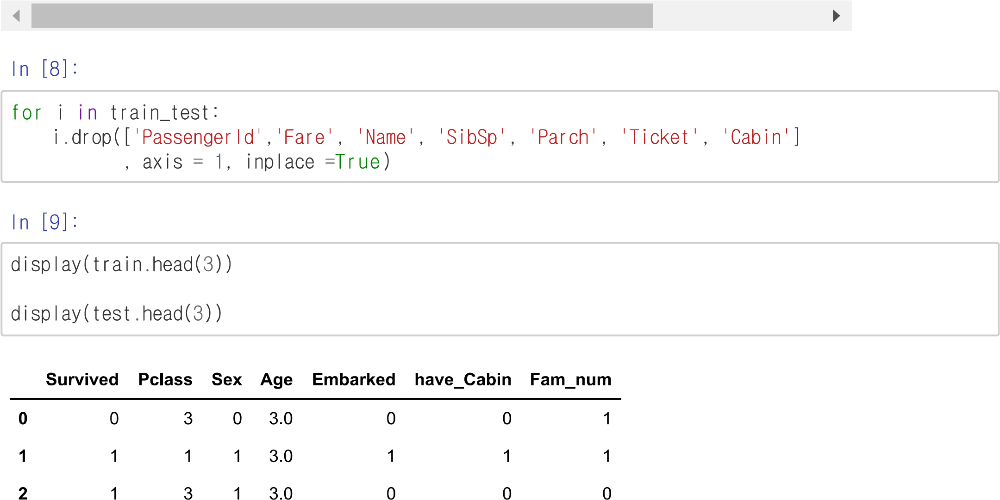 In [8]:
for i in train_test:
    i.drop(['PassengerId','Fare', 'Name', 'SibSp', 'Parch', 'Ticket', 'Cabin']
           , axis = 1, inplace =True)
In [9]:
display(train.head(3))
display(test.head(3))
Survived Pclass Sex Age Embarked have_Cabin Fam_num
0 0 3 0 3.0 0 0 1
1 1 1 1 3.0 1 1 1
2 1 3 1 3.0 0 0 0